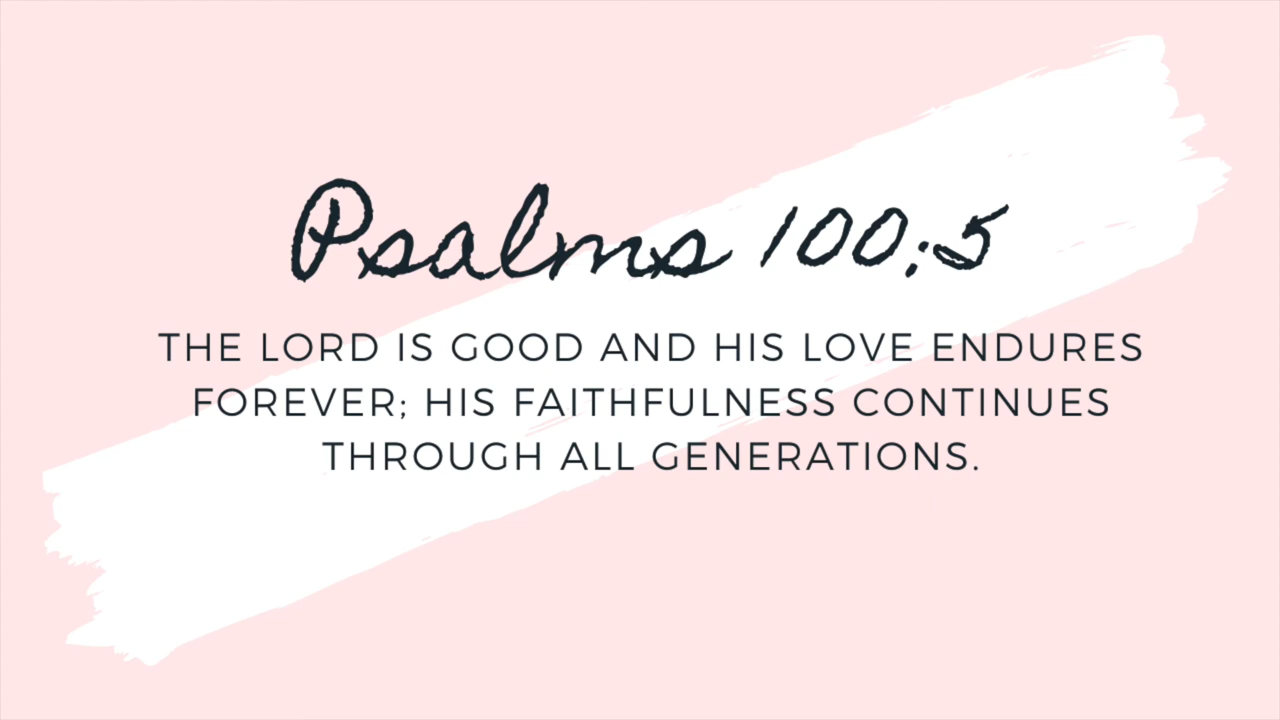 Psalms 100:5
THE LORD IS GOOD AND HIS LOVE ENDURES
FOREVER; HIS FAITHFULNESS CONTINUES
THROUGH ALL GENERATIONS.